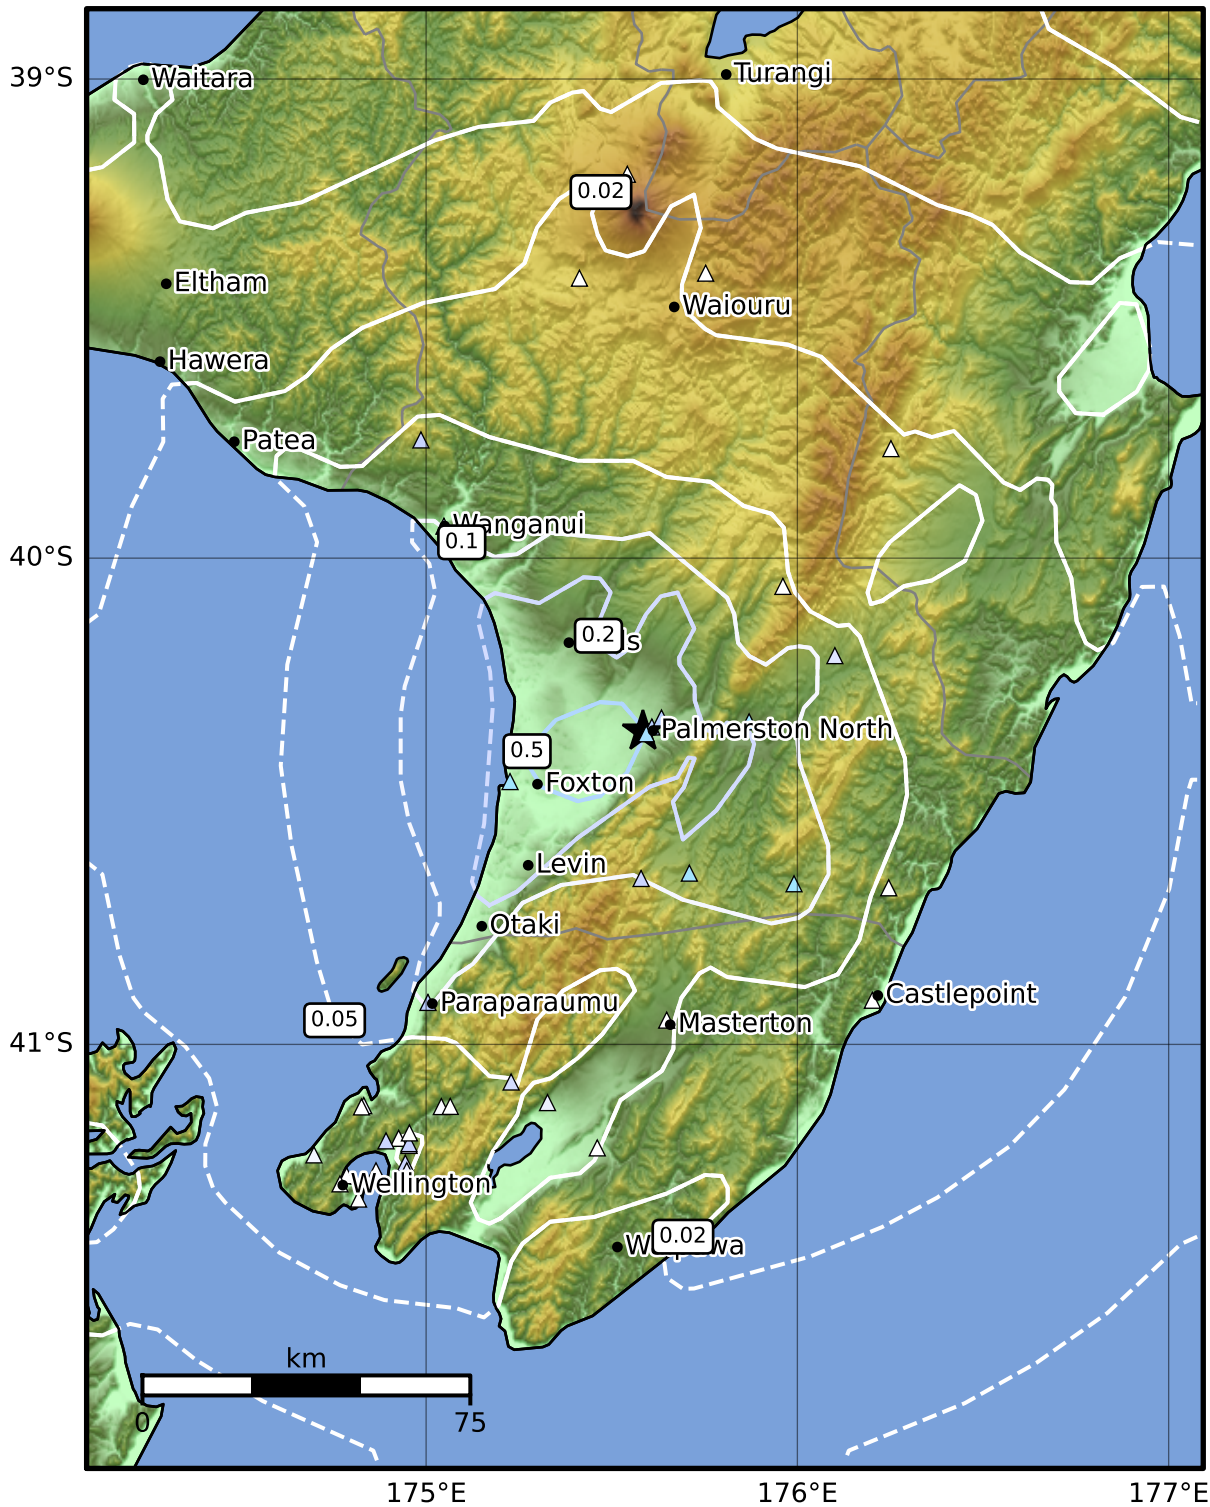 39°S
Waitara
Turangi
0.02
Eltham
Waiouru
Hawera
Patea
Wanganui
0.1
40°S
0.2
Palmerston North
0.5
Foxton
Levin
Otaki
Castlepoint
Paraparaumu
0.05
Masterton
41°S
Wellington
0.02
km
0
75
175°E
176°E
177°E